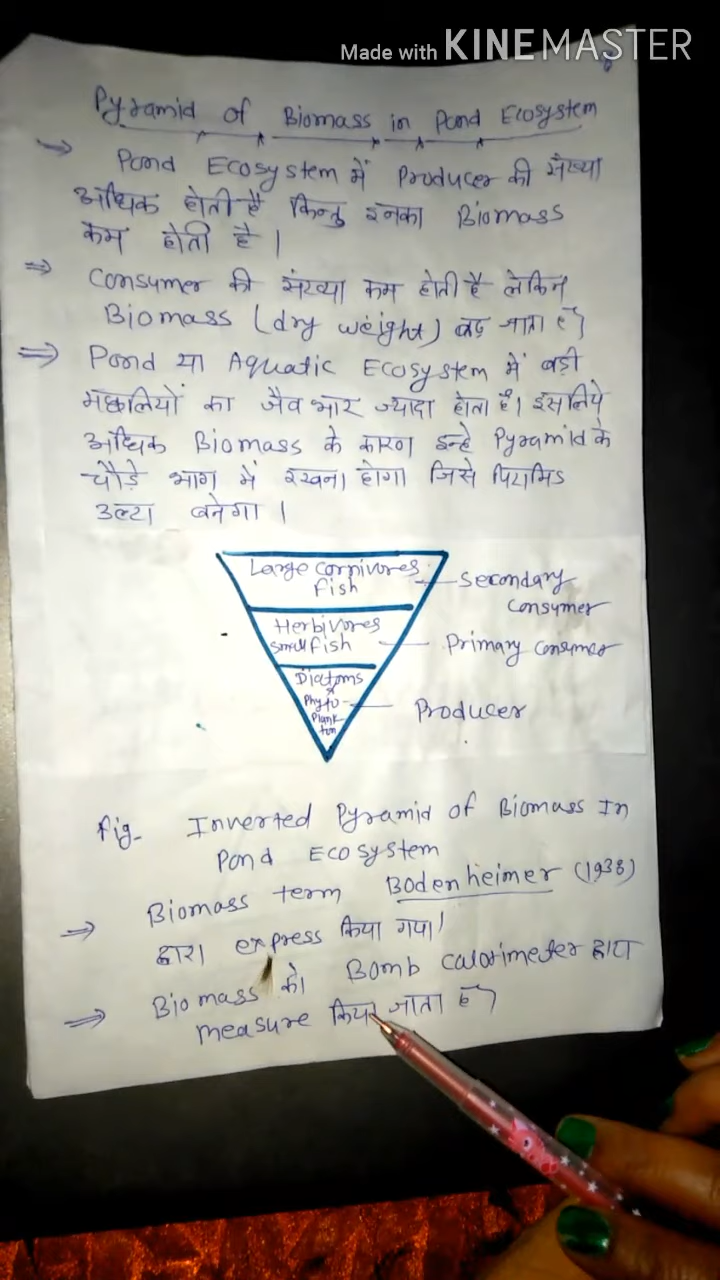 Made with KINEMASTER
Pyramid of Biomass in Pond Ecosystem
→ Pond Ecosystem में Producer की संख्या
अधिक होती है किन्तु इनका Biomass
कम होती है।
⇒ Consumer की संख्या कम होती है लेकिन
Biomass (dry weight) बढ़ जाता है
⇒ Pond या Aquatic Ecosystem में बड़ी
मछलियों का जैव भार ज्यादा होता है। इसलिये
अधिक Biomass के कारण इन्हे Pyramid के
चौड़े भाग में रखना होगा जिसे पिरामिड
उल्टा बनेगा।
Large Cornivores
fish
Secondary
Consumer
Herbivores
small fish
Primary Consumer
Diatoms
Phyto-
Plank
ton
Producer
fig- Inverted Pyramid of Biomass In
Pond Ecosystem
⇒ Biomass term Bodenheimer (1938)
द्वारा express किया गया।
⇒ Biomass को Bomb calorimeter द्वारा
measure किया जाता है